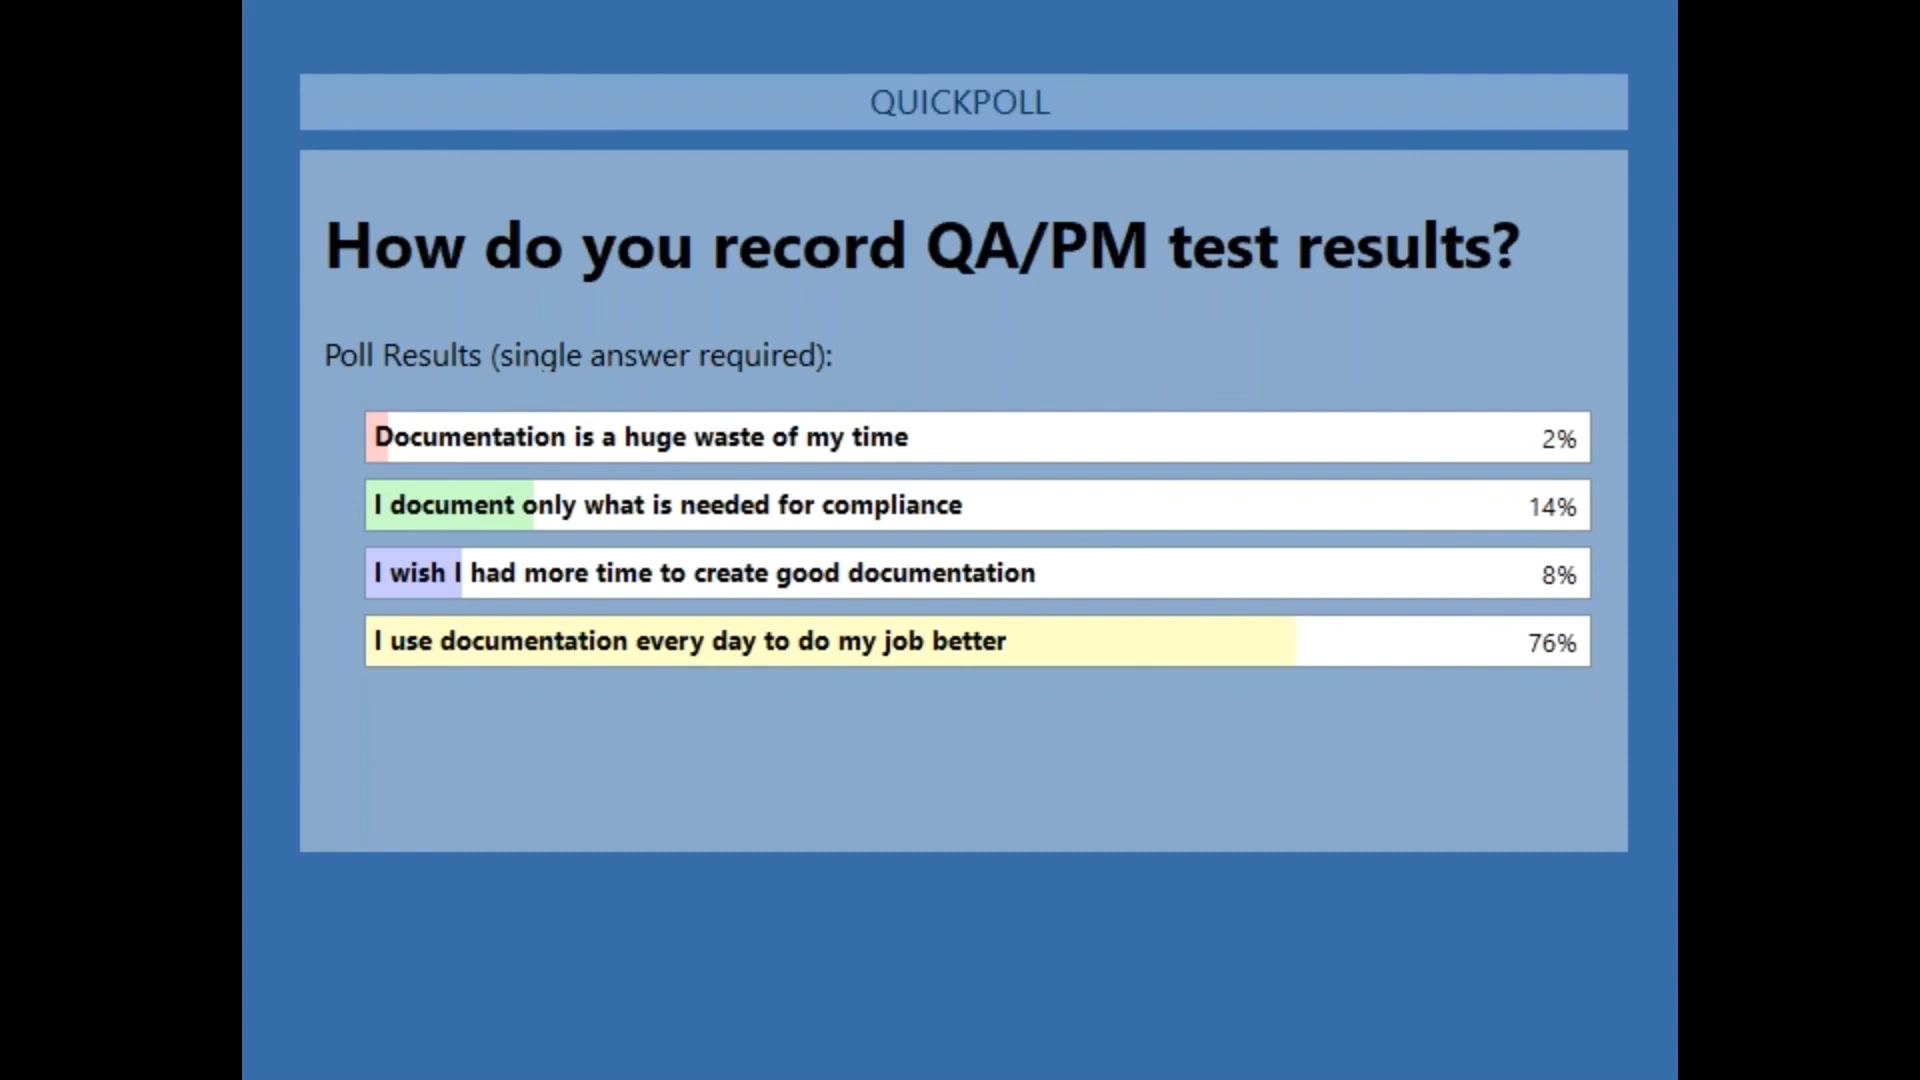 QUICKPOLL
How do you record QA/PM test results?
Poll Results (single answer required):
Documentation is a huge waste of my time 2%
I document only what is needed for compliance 14%
I wish I had more time to create good documentation 8%
I use documentation every day to do my job better 76%